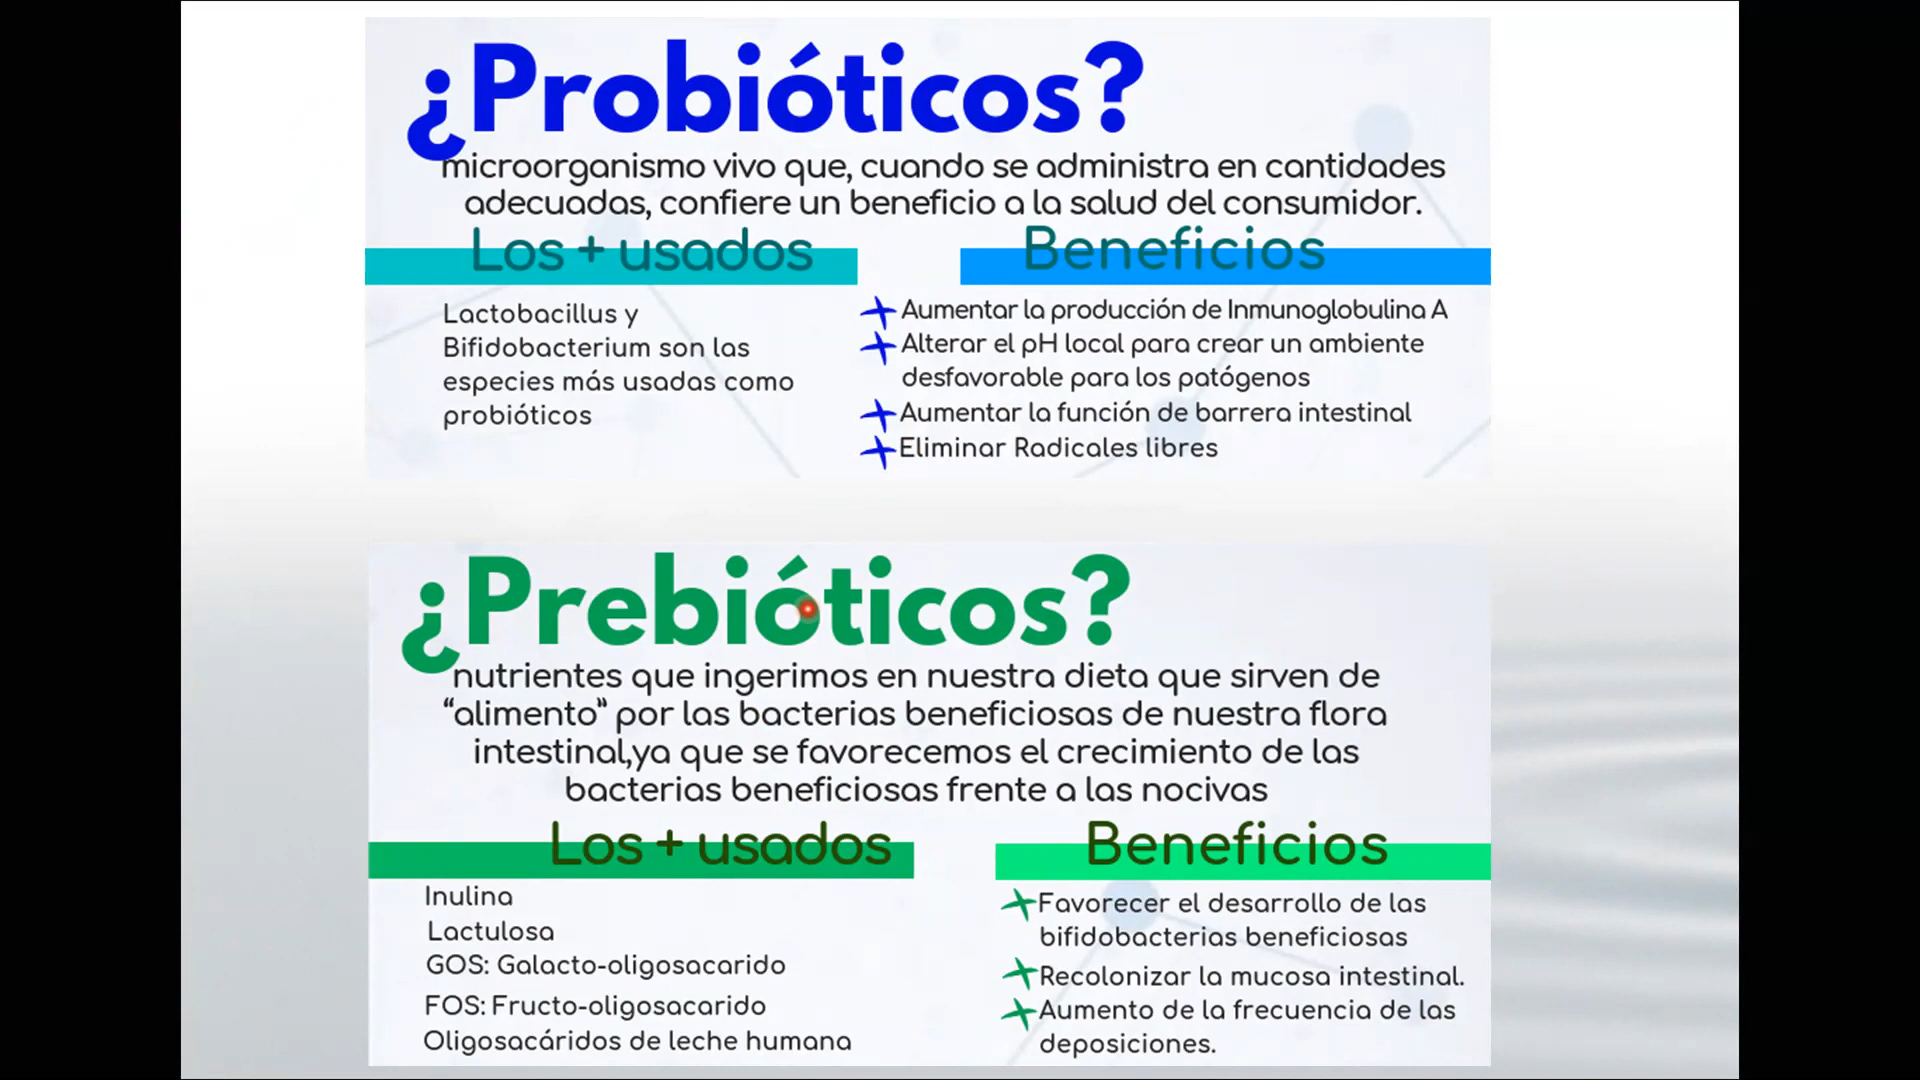 ¿Probióticos?
microorganismo vivo que, cuando se administra en cantidades
adecuadas, confiere un beneficio a la salud del consumidor.
Los + usados
Lactobacillus y
Bifidobacterium son las
especies más usadas como
probióticos
Beneficios
Aumentar la producción de Inmunoglobulina A
Alterar el pH local para crear un ambiente
desfavorable para los patógenos
Aumentar la función de barrera intestinal
Eliminar Radicales libres
¿Prebióticos?
nutrientes que ingerimos en nuestra dieta que sirven de
“alimento” por las bacterias beneficiosas de nuestra flora
intestinal,ya que se favorecemos el crecimiento de las
bacterias beneficiosas frente a las nocivas
Los + usados
Inulina
Lactulosa
GOS: Galacto-oligosacarido
FOS: Fructo-oligosacarido
Oligosacáridos de leche humana
Beneficios
Favorecer el desarrollo de las
bifidobacterias beneficiosas
Recolonizar la mucosa intestinal.
Aumento de la frecuencia de las
deposiciones.